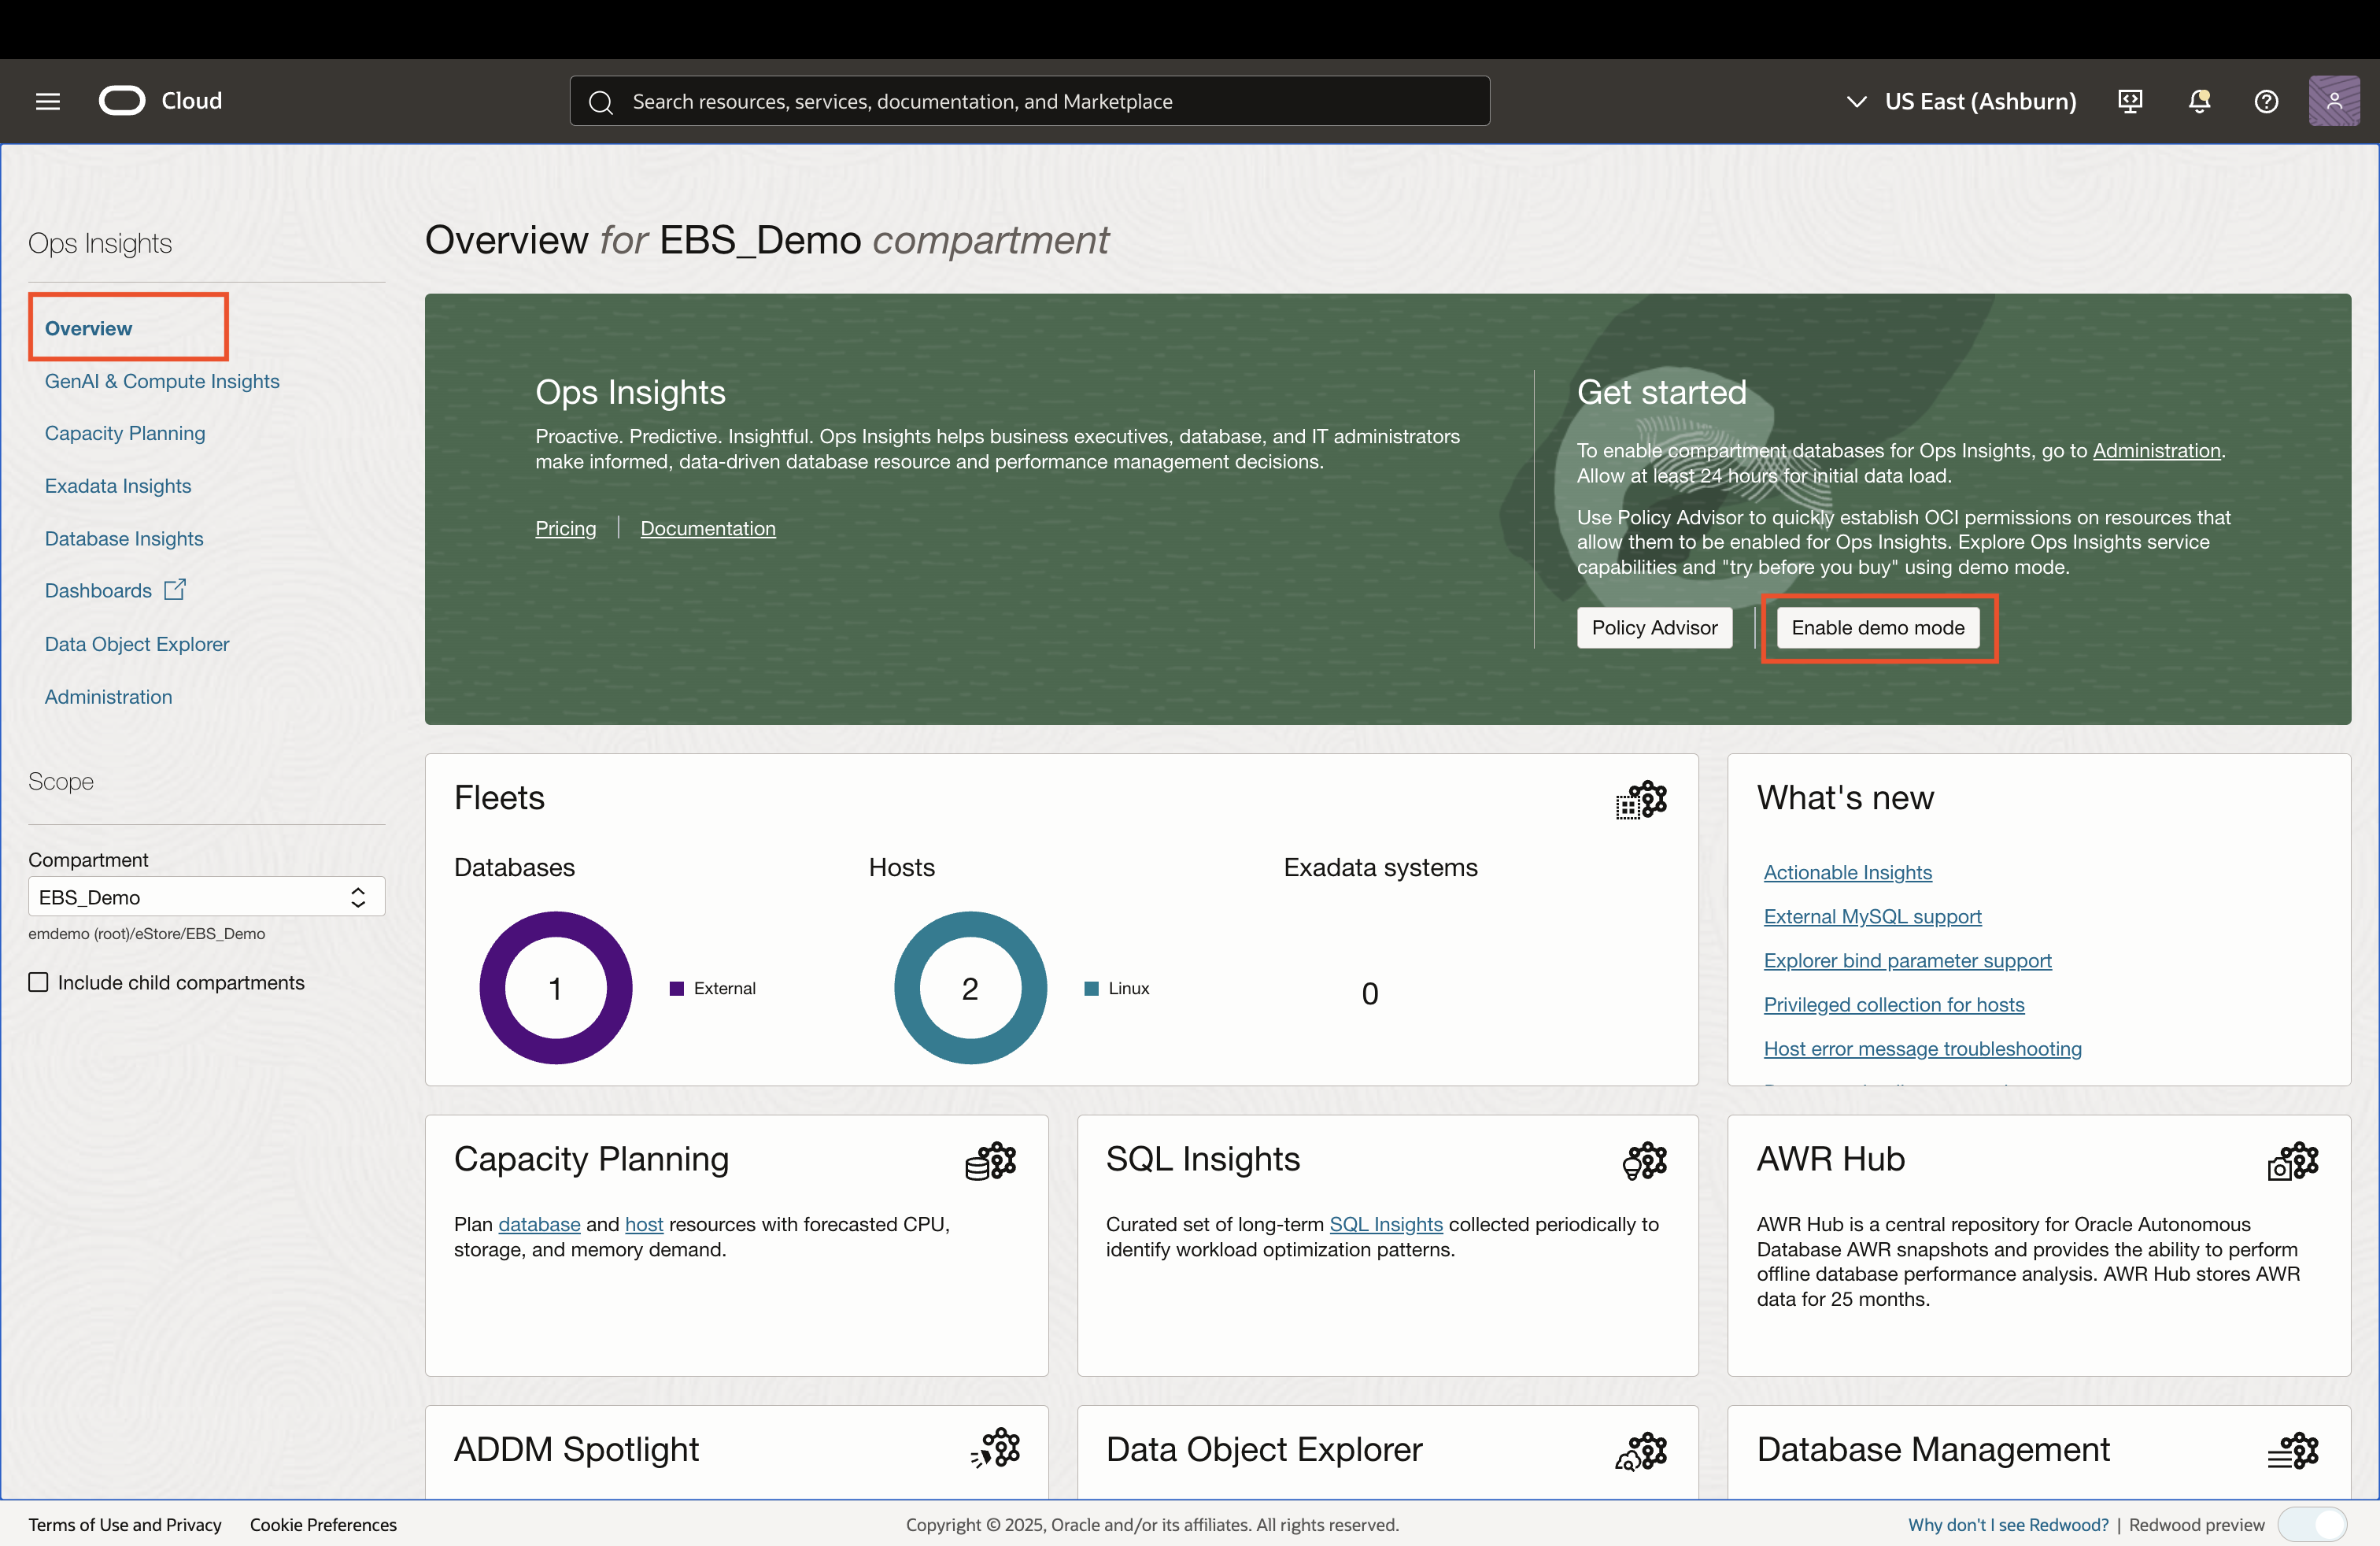 Cloud
Search resources, services, documentation, and Marketplace
US East (Ashburn)
Ops Insights
Overview
GenAI & Compute Insights
Capacity Planning
Exadata Insights
Database Insights
Dashboards
Data Object Explorer
Administration
Scope
Compartment
EBS_Demo
emdemo (root)/eStore/EBS_Demo
Include child compartments
Overview for EBS_Demo compartment
Ops Insights
Proactive. Predictive. Insightful. Ops Insights helps business executives, database, and IT administrators
make informed, data-driven database resource and performance management decisions.
Pricing | Documentation
Get started
To enable compartment databases for Ops Insights, go to Administration.
Allow at least 24 hours for initial data load.
Use Policy Advisor to quickly establish OCI permissions on resources that
allow them to be enabled for Ops Insights. Explore Ops Insights service
capabilities and "try before you buy" using demo mode.
Policy Advisor
Enable demo mode
Fleets
Databases
1
External
Hosts
2
Linux
Exadata systems
0
What's new
Actionable Insights
External MySQL support
Explorer bind parameter support
Privileged collection for hosts
Host error message troubleshooting
Capacity Planning
Plan database and host resources with forecasted CPU,
storage, and memory demand.
SQL Insights
Curated set of long-term SQL Insights collected periodically to
identify workload optimization patterns.
AWR Hub
AWR Hub is a central repository for Oracle Autonomous
Database AWR snapshots and provides the ability to perform
offline database performance analysis. AWR Hub stores AWR
data for 25 months.
ADDM Spotlight
Data Object Explorer
Database Management
Terms of Use and Privacy
Cookie Preferences
Copyright © 2025, Oracle and/or its affiliates. All rights reserved.
Why don't I see Redwood? | Redwood preview